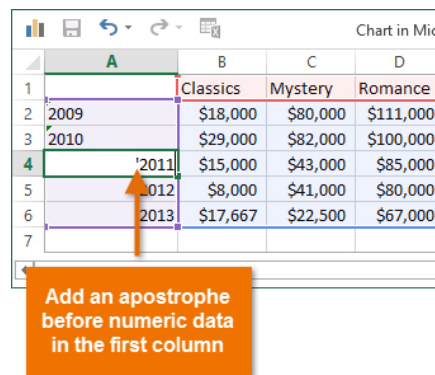 Chart in Mic
A B C D
1 Classics Mystery Romance
2 2009 $18,000 $80,000 $111,000
3 2010 $29,000 $82,000 $100,000
4 '2011 $15,000 $43,000 $85,000
5 2012 $8,000 $41,000 $80,000
6 2013 $17,667 $22,500 $67,000
7
Add an apostrophe
before numeric data
in the first column